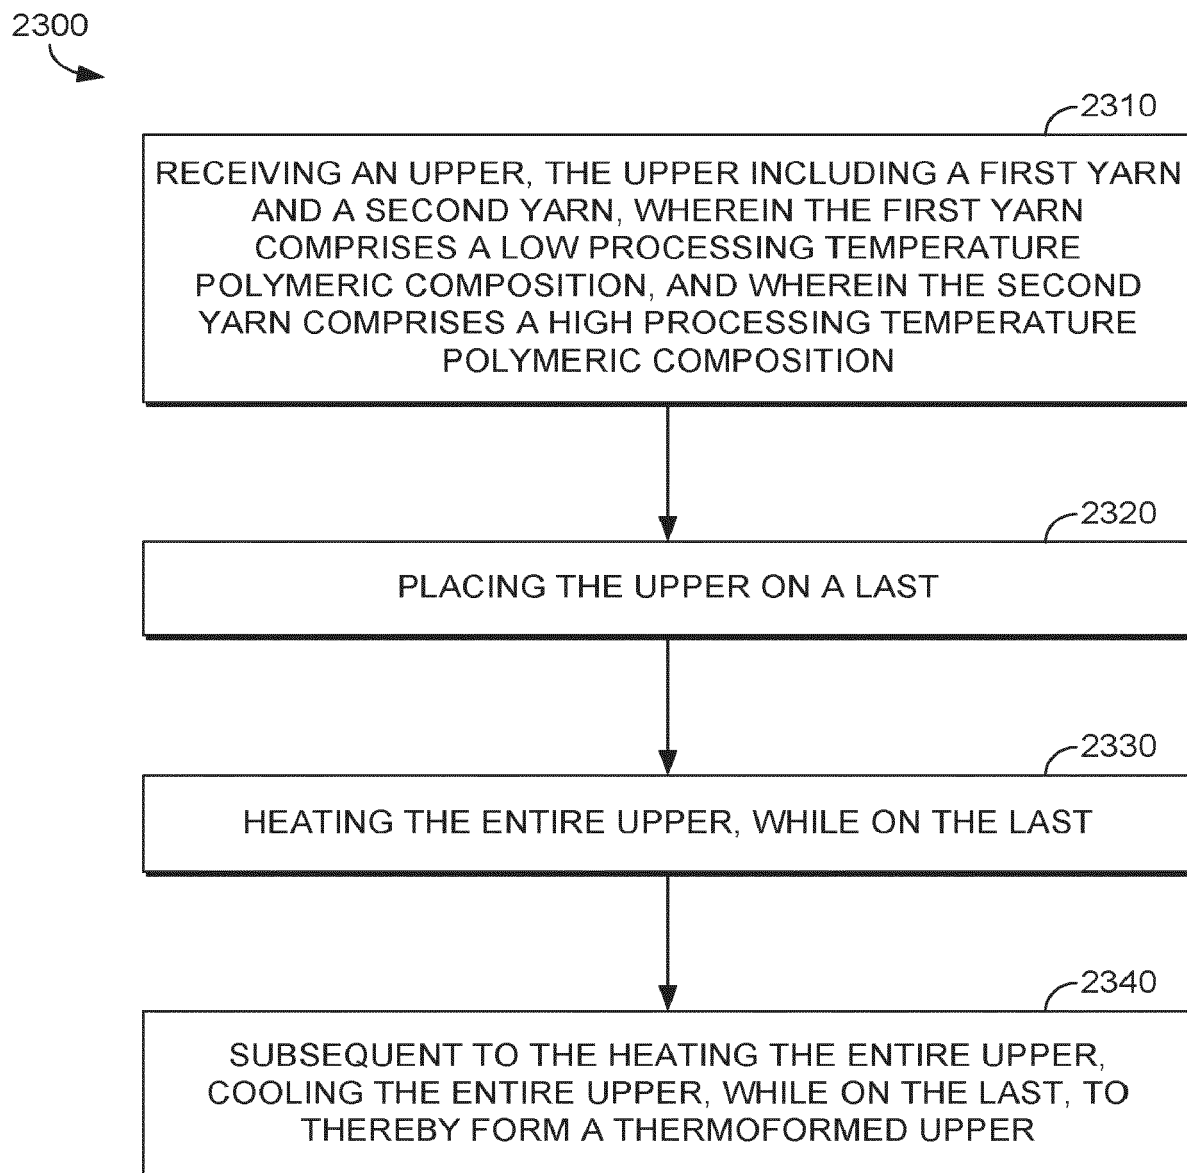 2300
2310
RECEIVING AN UPPER, THE UPPER INCLUDING A FIRST YARN
AND A SECOND YARN, WHEREIN THE FIRST YARN
COMPRISES A LOW PROCESSING TEMPERATURE
POLYMERIC COMPOSITION, AND WHEREIN THE SECOND
YARN COMPRISES A HIGH PROCESSING TEMPERATURE
POLYMERIC COMPOSITION
2320
PLACING THE UPPER ON A LAST
2330
HEATING THE ENTIRE UPPER, WHILE ON THE LAST
2340
SUBSEQUENT TO THE HEATING THE ENTIRE UPPER,
COOLING THE ENTIRE UPPER, WHILE ON THE LAST, TO
THEREBY FORM A THERMOFORMED UPPER